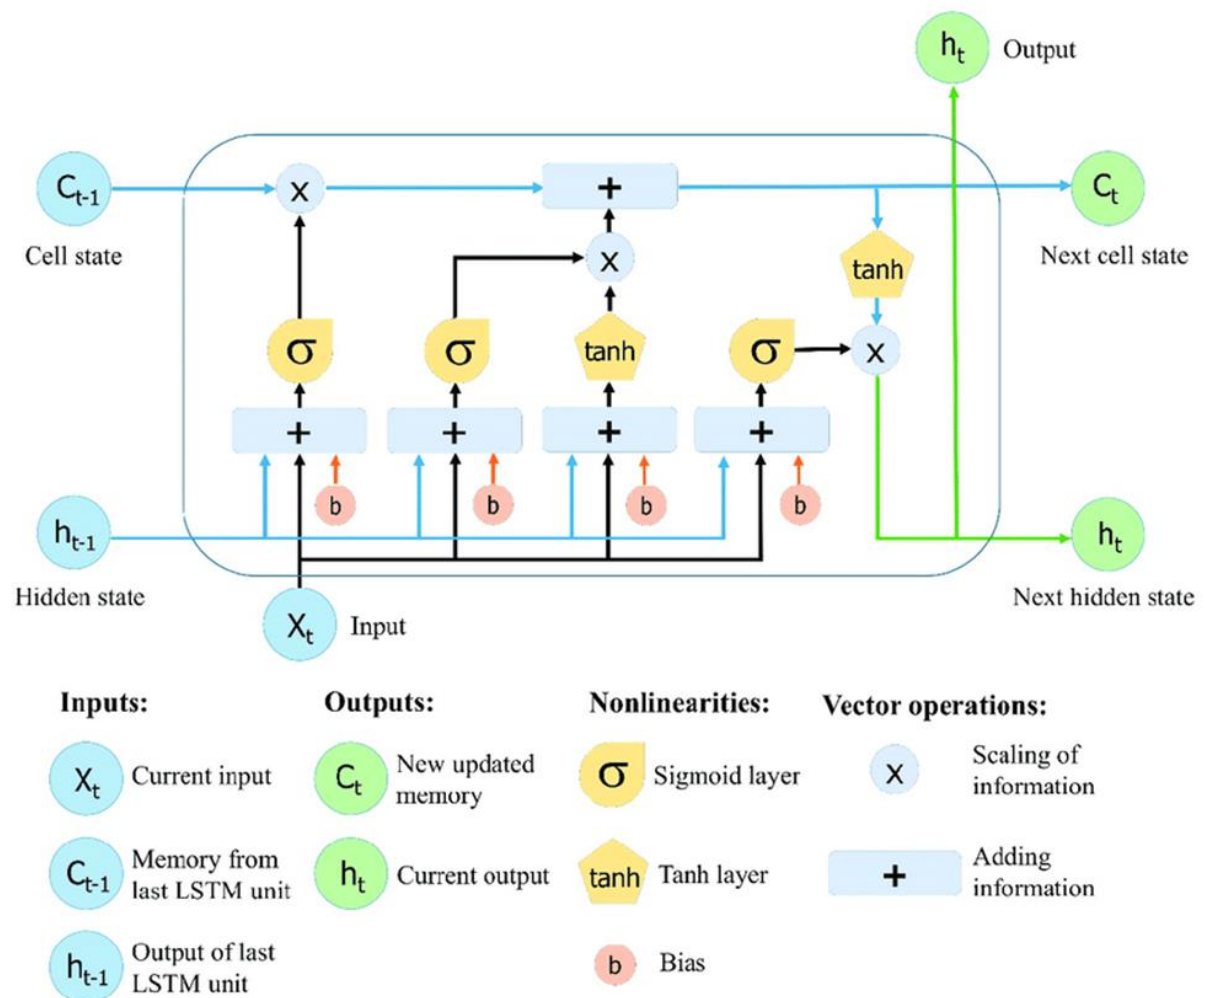 hₜ Output
Cₜ₋₁ x + Cₜ
Cell state Next cell state
x tanh
σ σ tanh σ x
+ + + +
b b b b
hₜ₋₁ hₜ
Hidden state Next hidden state
Xₜ Input
Inputs: Outputs: Nonlinearities: Vector operations:
Xₜ Current input
Cₜ₋₁ Memory from
last LSTM unit
hₜ₋₁ Output of last
LSTM unit
Cₜ New updated
memory
hₜ Current output
σ Sigmoid layer
tanh Tanh layer
b Bias
x Scaling of
information
+ Adding
information